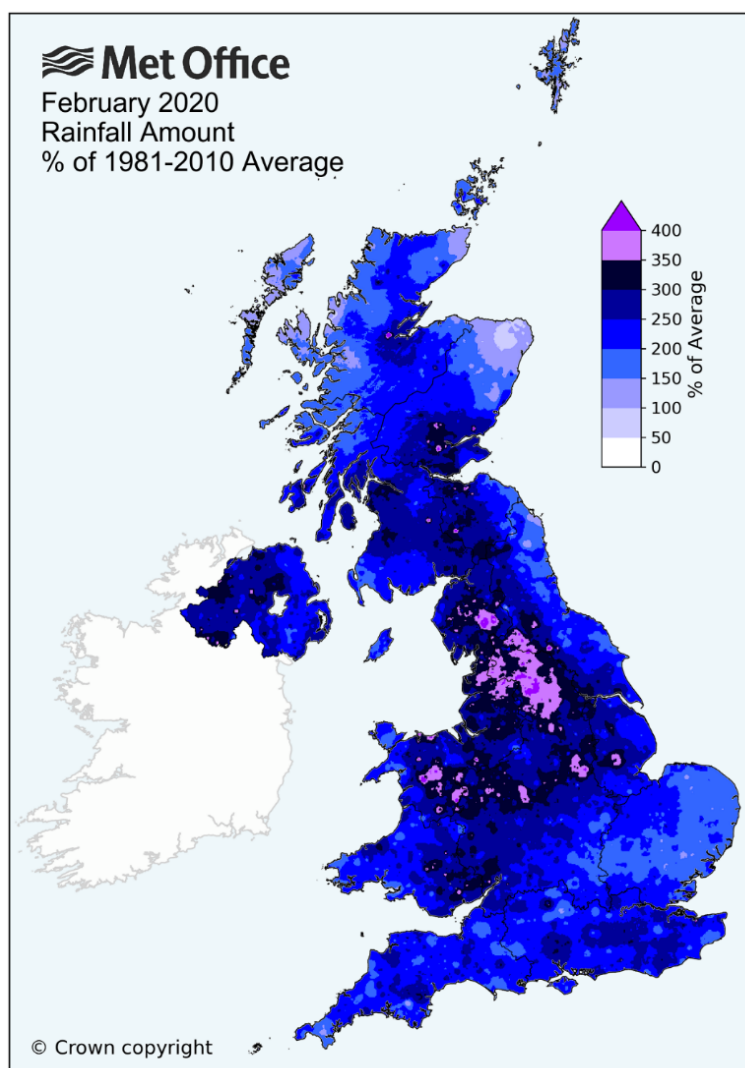 Met Office
February 2020
Rainfall Amount
% of 1981-2010 Average
400
350
300
250
200
150
100
50
0
% of Average
© Crown copyright